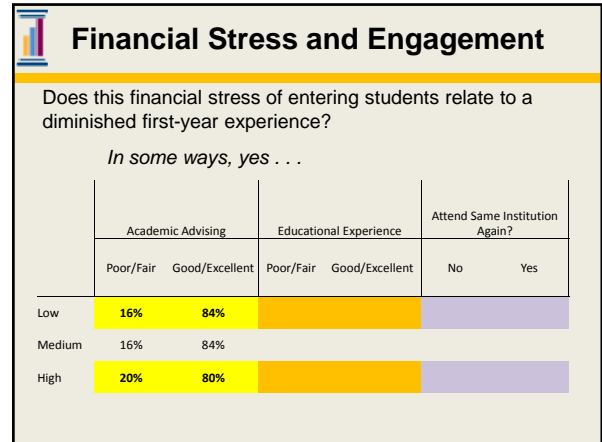 Financial Stress and Engagement
Does this financial stress of entering students relate to a
diminished first-year experience?
In some ways, yes . . .
Academic Advising Educational Experience Attend Same Institution
Again?
Poor/Fair Good/Excellent Poor/Fair Good/Excellent No Yes
Low 16% 84%
Medium 16% 84%
High 20% 80%